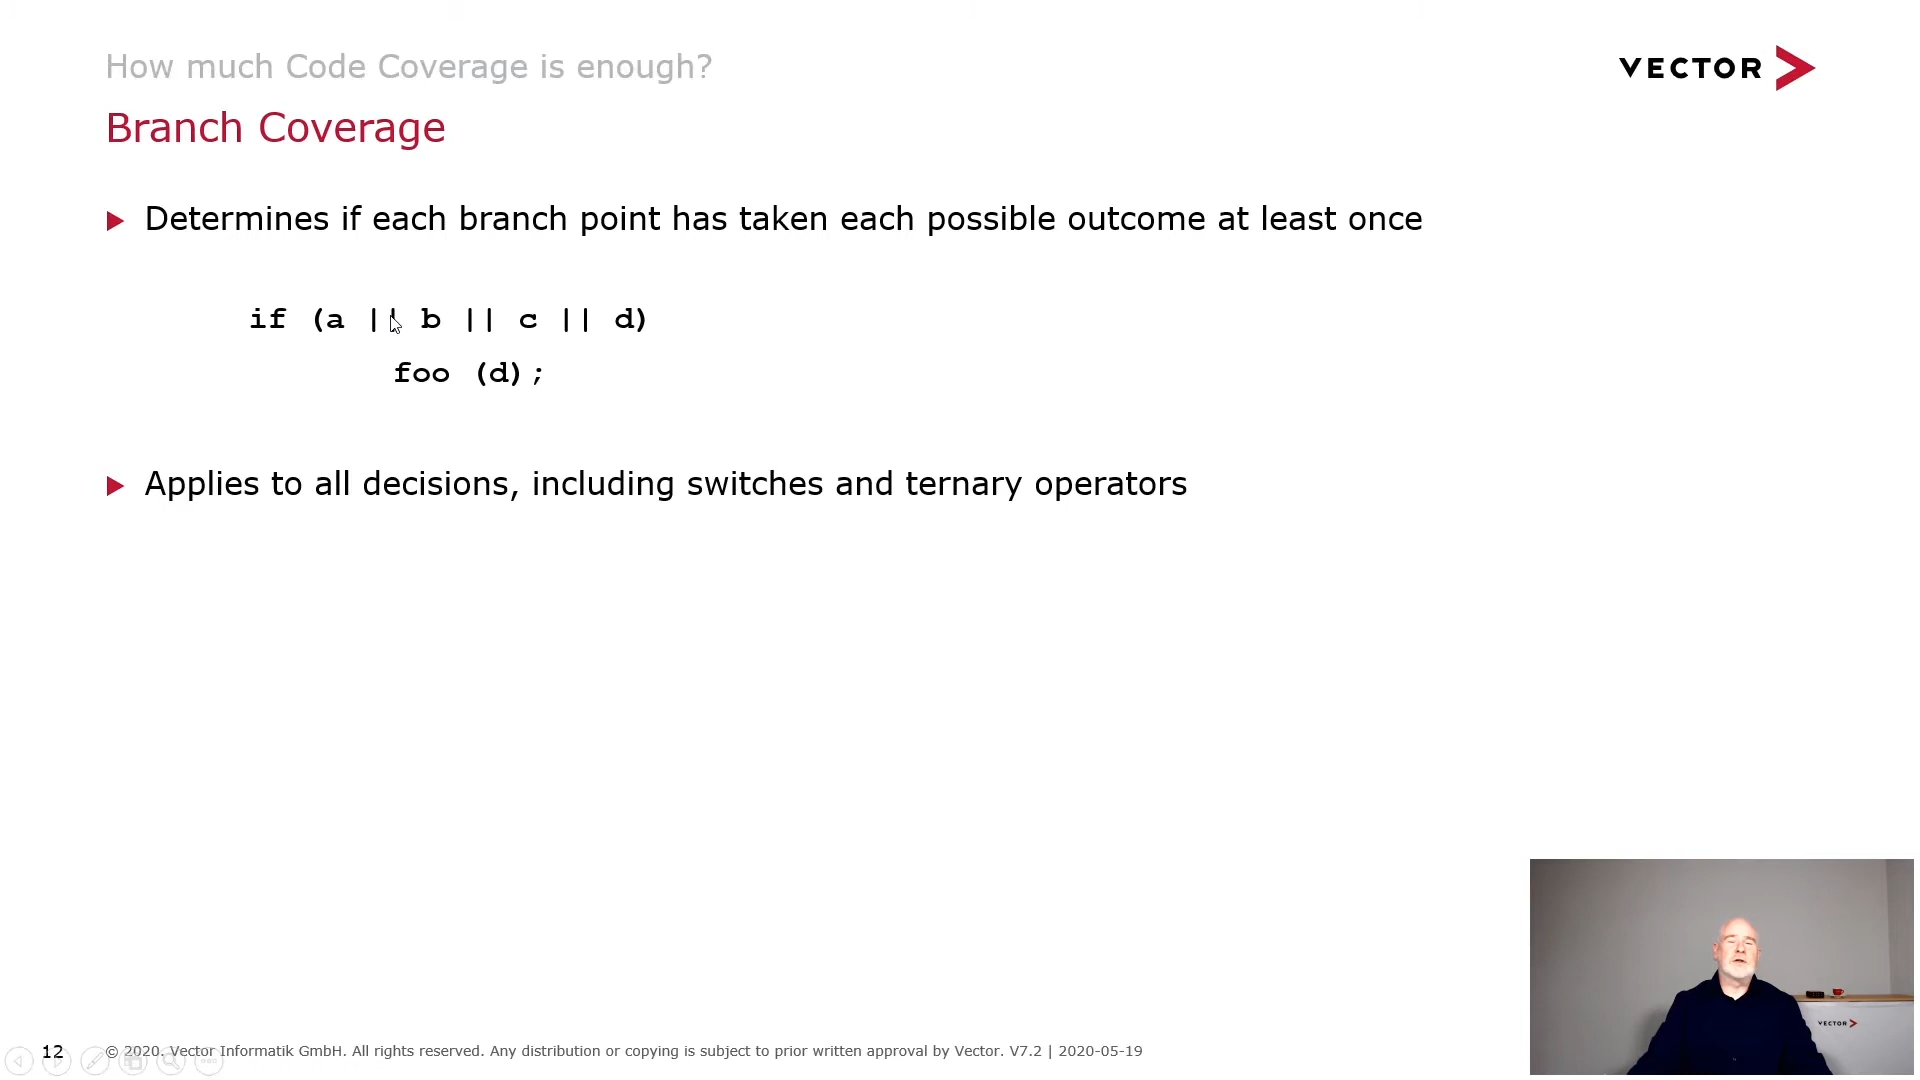 How much Code Coverage is enough?
VECTOR
Branch Coverage
Determines if each branch point has taken each possible outcome at least once
if (a || b || c || d)
foo (d);
Applies to all decisions, including switches and ternary operators
VECTOR
12 © 2020. Vector Informatik GmbH. All rights reserved. Any distribution or copying is subject to prior written approval by Vector. V7.2 | 2020-05-19